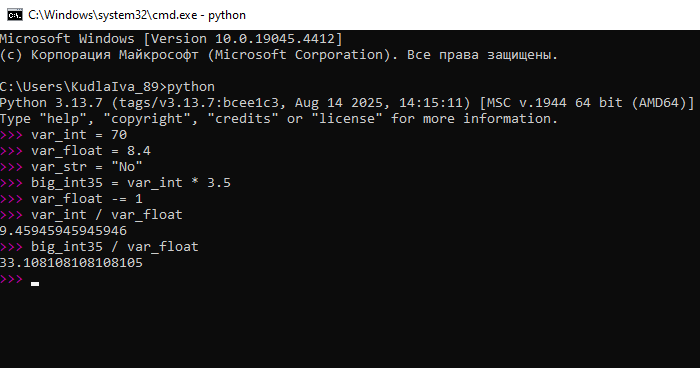 C:\Windows\system32\cmd.exe - python
Microsoft Windows [Version 10.0.19045.4412]
(c) Корпорация Майкрософт (Microsoft Corporation). Все права защищены.
C:\Users\KudlaIva_89>python
Python 3.13.7 (tags/v3.13.7:bcee1c3, Aug 14 2025, 14:15:11) [MSC v.1944 64 bit (AMD64)]
Type "help", "copyright", "credits" or "license" for more information.
>>> var_int = 70
>>> var_float = 8.4
>>> var_str = "No"
>>> big_int35 = var_int * 3.5
>>> var_float -= 1
>>> var_int / var_float
9.45945945945946
>>> big_int35 / var_float
33.108108108108105
>>>